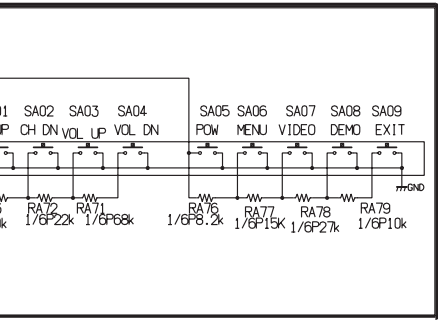 SA02 SA03 SA04 SA05 SA06 SA07 SA08 SA09
CH DN VOL UP VOL DN POW MENU VIDEO DEMO EXIT
GND
RA72 RA71 RA76 RA77 RA78 RA79
1/6P22k 1/6P68k 1/6P8.2k 1/6P15K 1/6P27k 1/6P10k